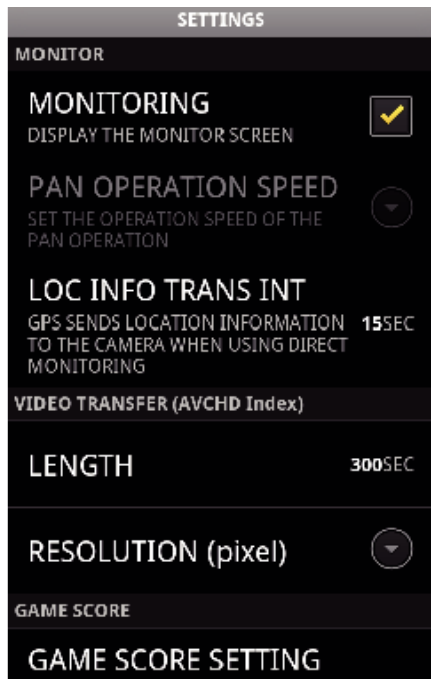 SETTINGS
MONITOR
MONITORING
DISPLAY THE MONITOR SCREEN
PAN OPERATION SPEED
SET THE OPERATION SPEED OF THE
PAN OPERATION
LOC INFO TRANS INT
GPS SENDS LOCATION INFORMATION 15SEC
TO THE CAMERA WHEN USING DIRECT
MONITORING
VIDEO TRANSFER (AVCHD Index)
LENGTH 300SEC
RESOLUTION (pixel)
GAME SCORE
GAME SCORE SETTING